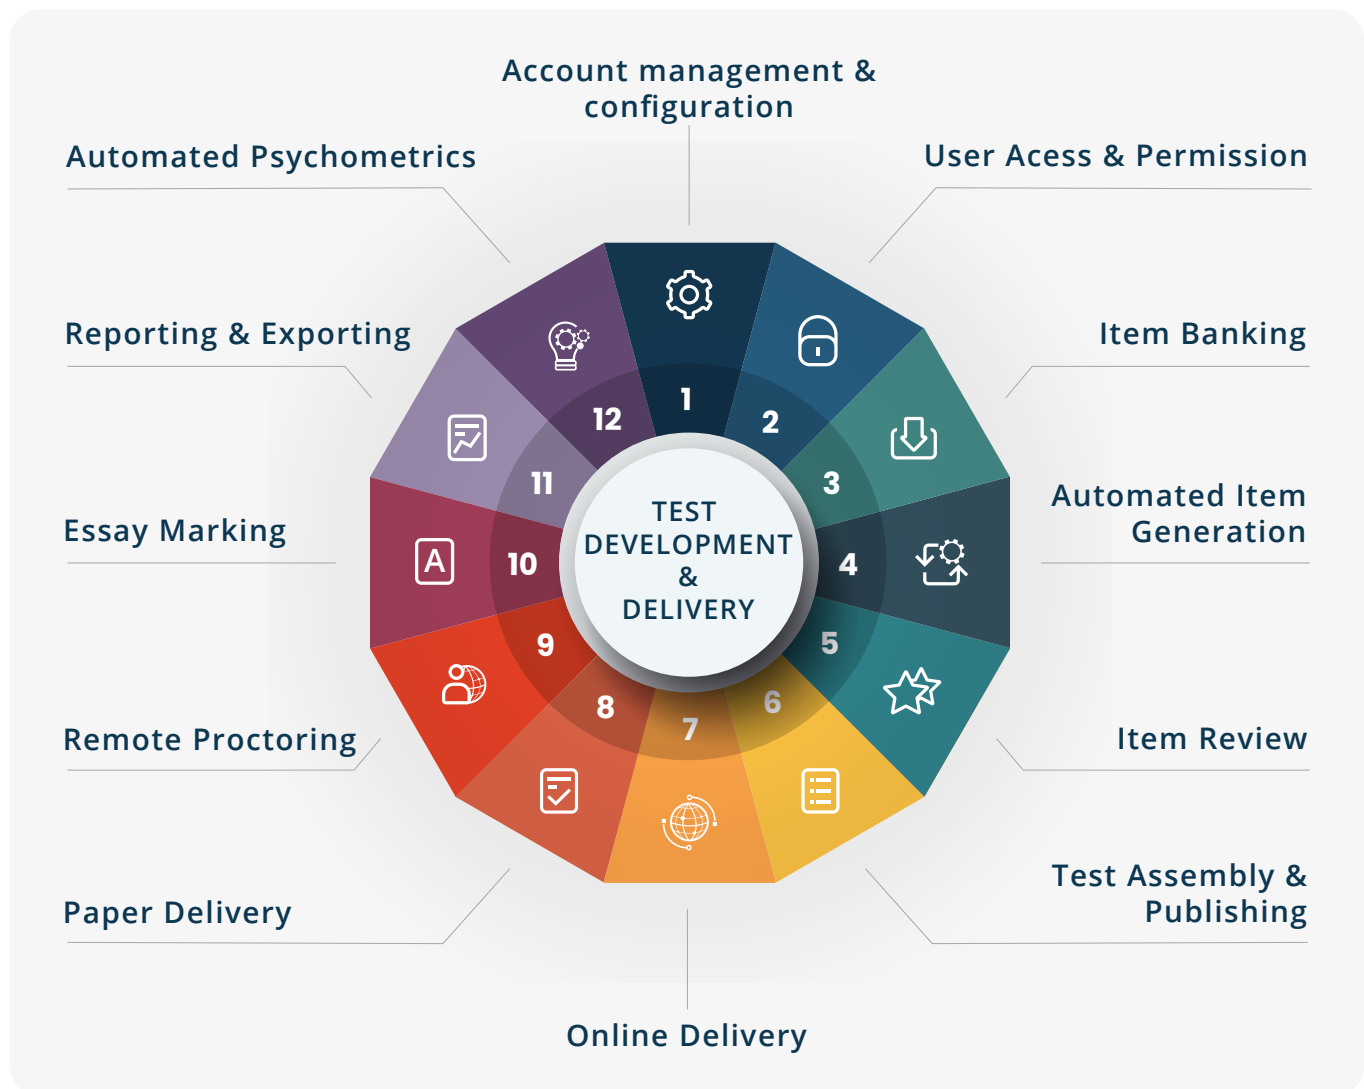 Account management &
configuration
Automated Psychometrics
User Acess & Permission
Reporting & Exporting
Item Banking
Automated Item
Generation
Essay Marking
Remote Proctoring
Item Review
Test Assembly &
Publishing
Paper Delivery
Online Delivery
1
2
3
4
5
6
7
8
9
10
A
11
12
TEST
DEVELOPMENT
&
DELIVERY